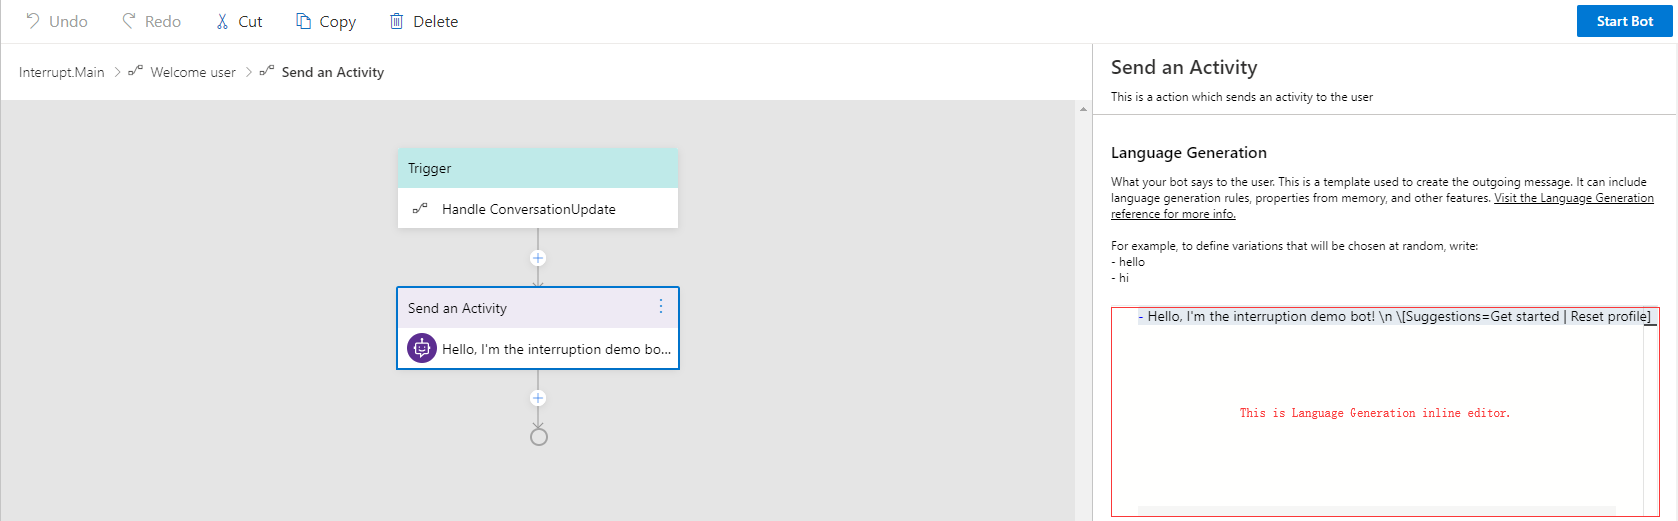 Undo Redo Cut Copy Delete Start Bot
Interrupt.Main Welcome user Send an Activity
Trigger
Handle ConversationUpdate
Send an Activity
Hello, I'm the interruption demo bo...
Send an Activity
This is a action which sends an activity to the user
Language Generation
What your bot says to the user. This is a template used to create the outgoing message. It can include
language generation rules, properties from memory, and other features. Visit the Language Generation
reference for more info.
For example, to define variations that will be chosen at random, write:
- hello
- hi
- Hello, I'm the interruption demo bot! \n \[Suggestions=Get started | Reset profile]
This is Language Generation inline editor.